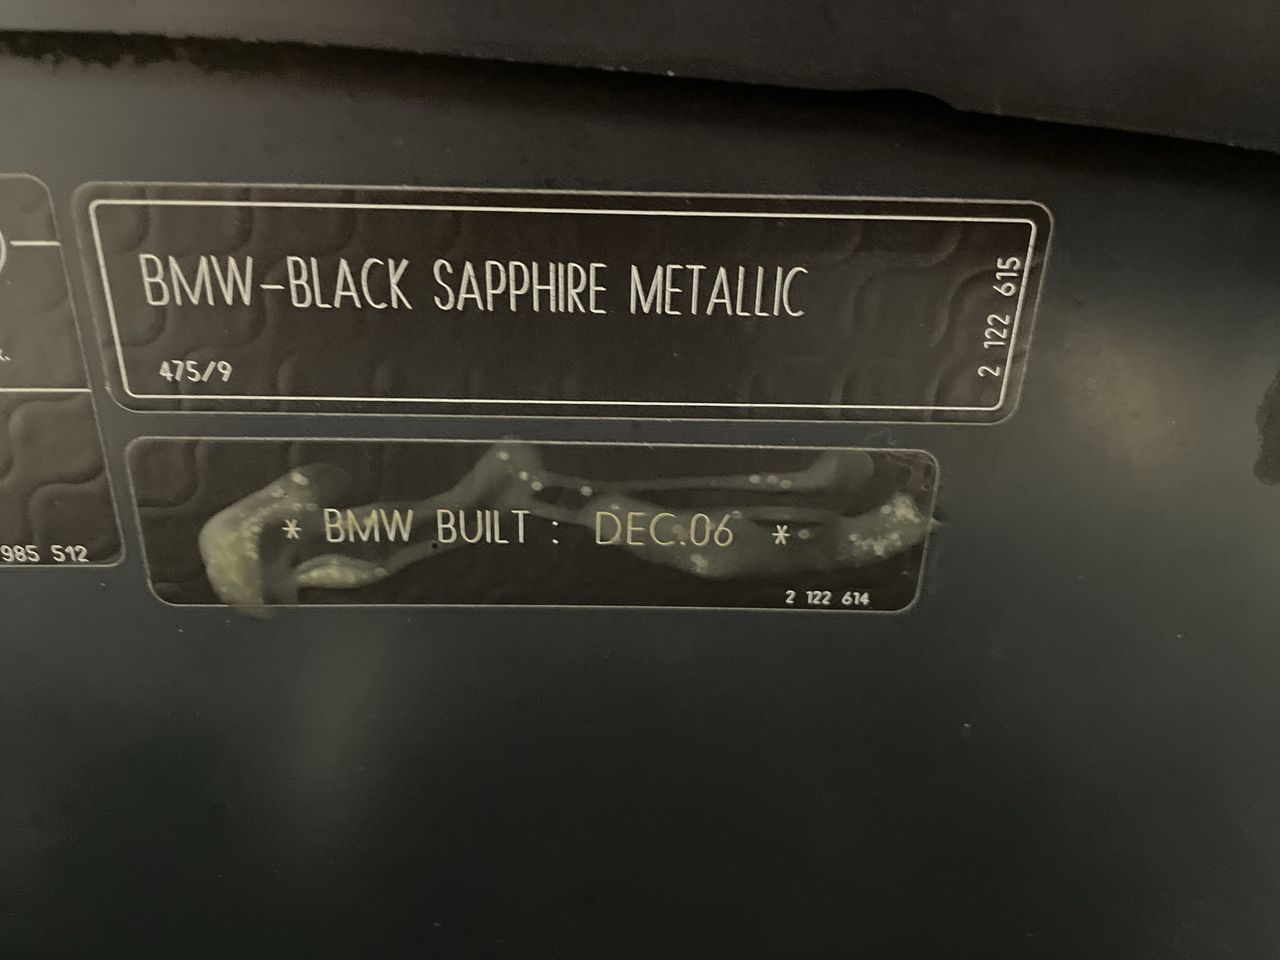 BMW-BLACK SAPPHIRE METALLIC
475/9
2 122 615
* BMW BUILT : DEC.06 *
2 122 614
985 512